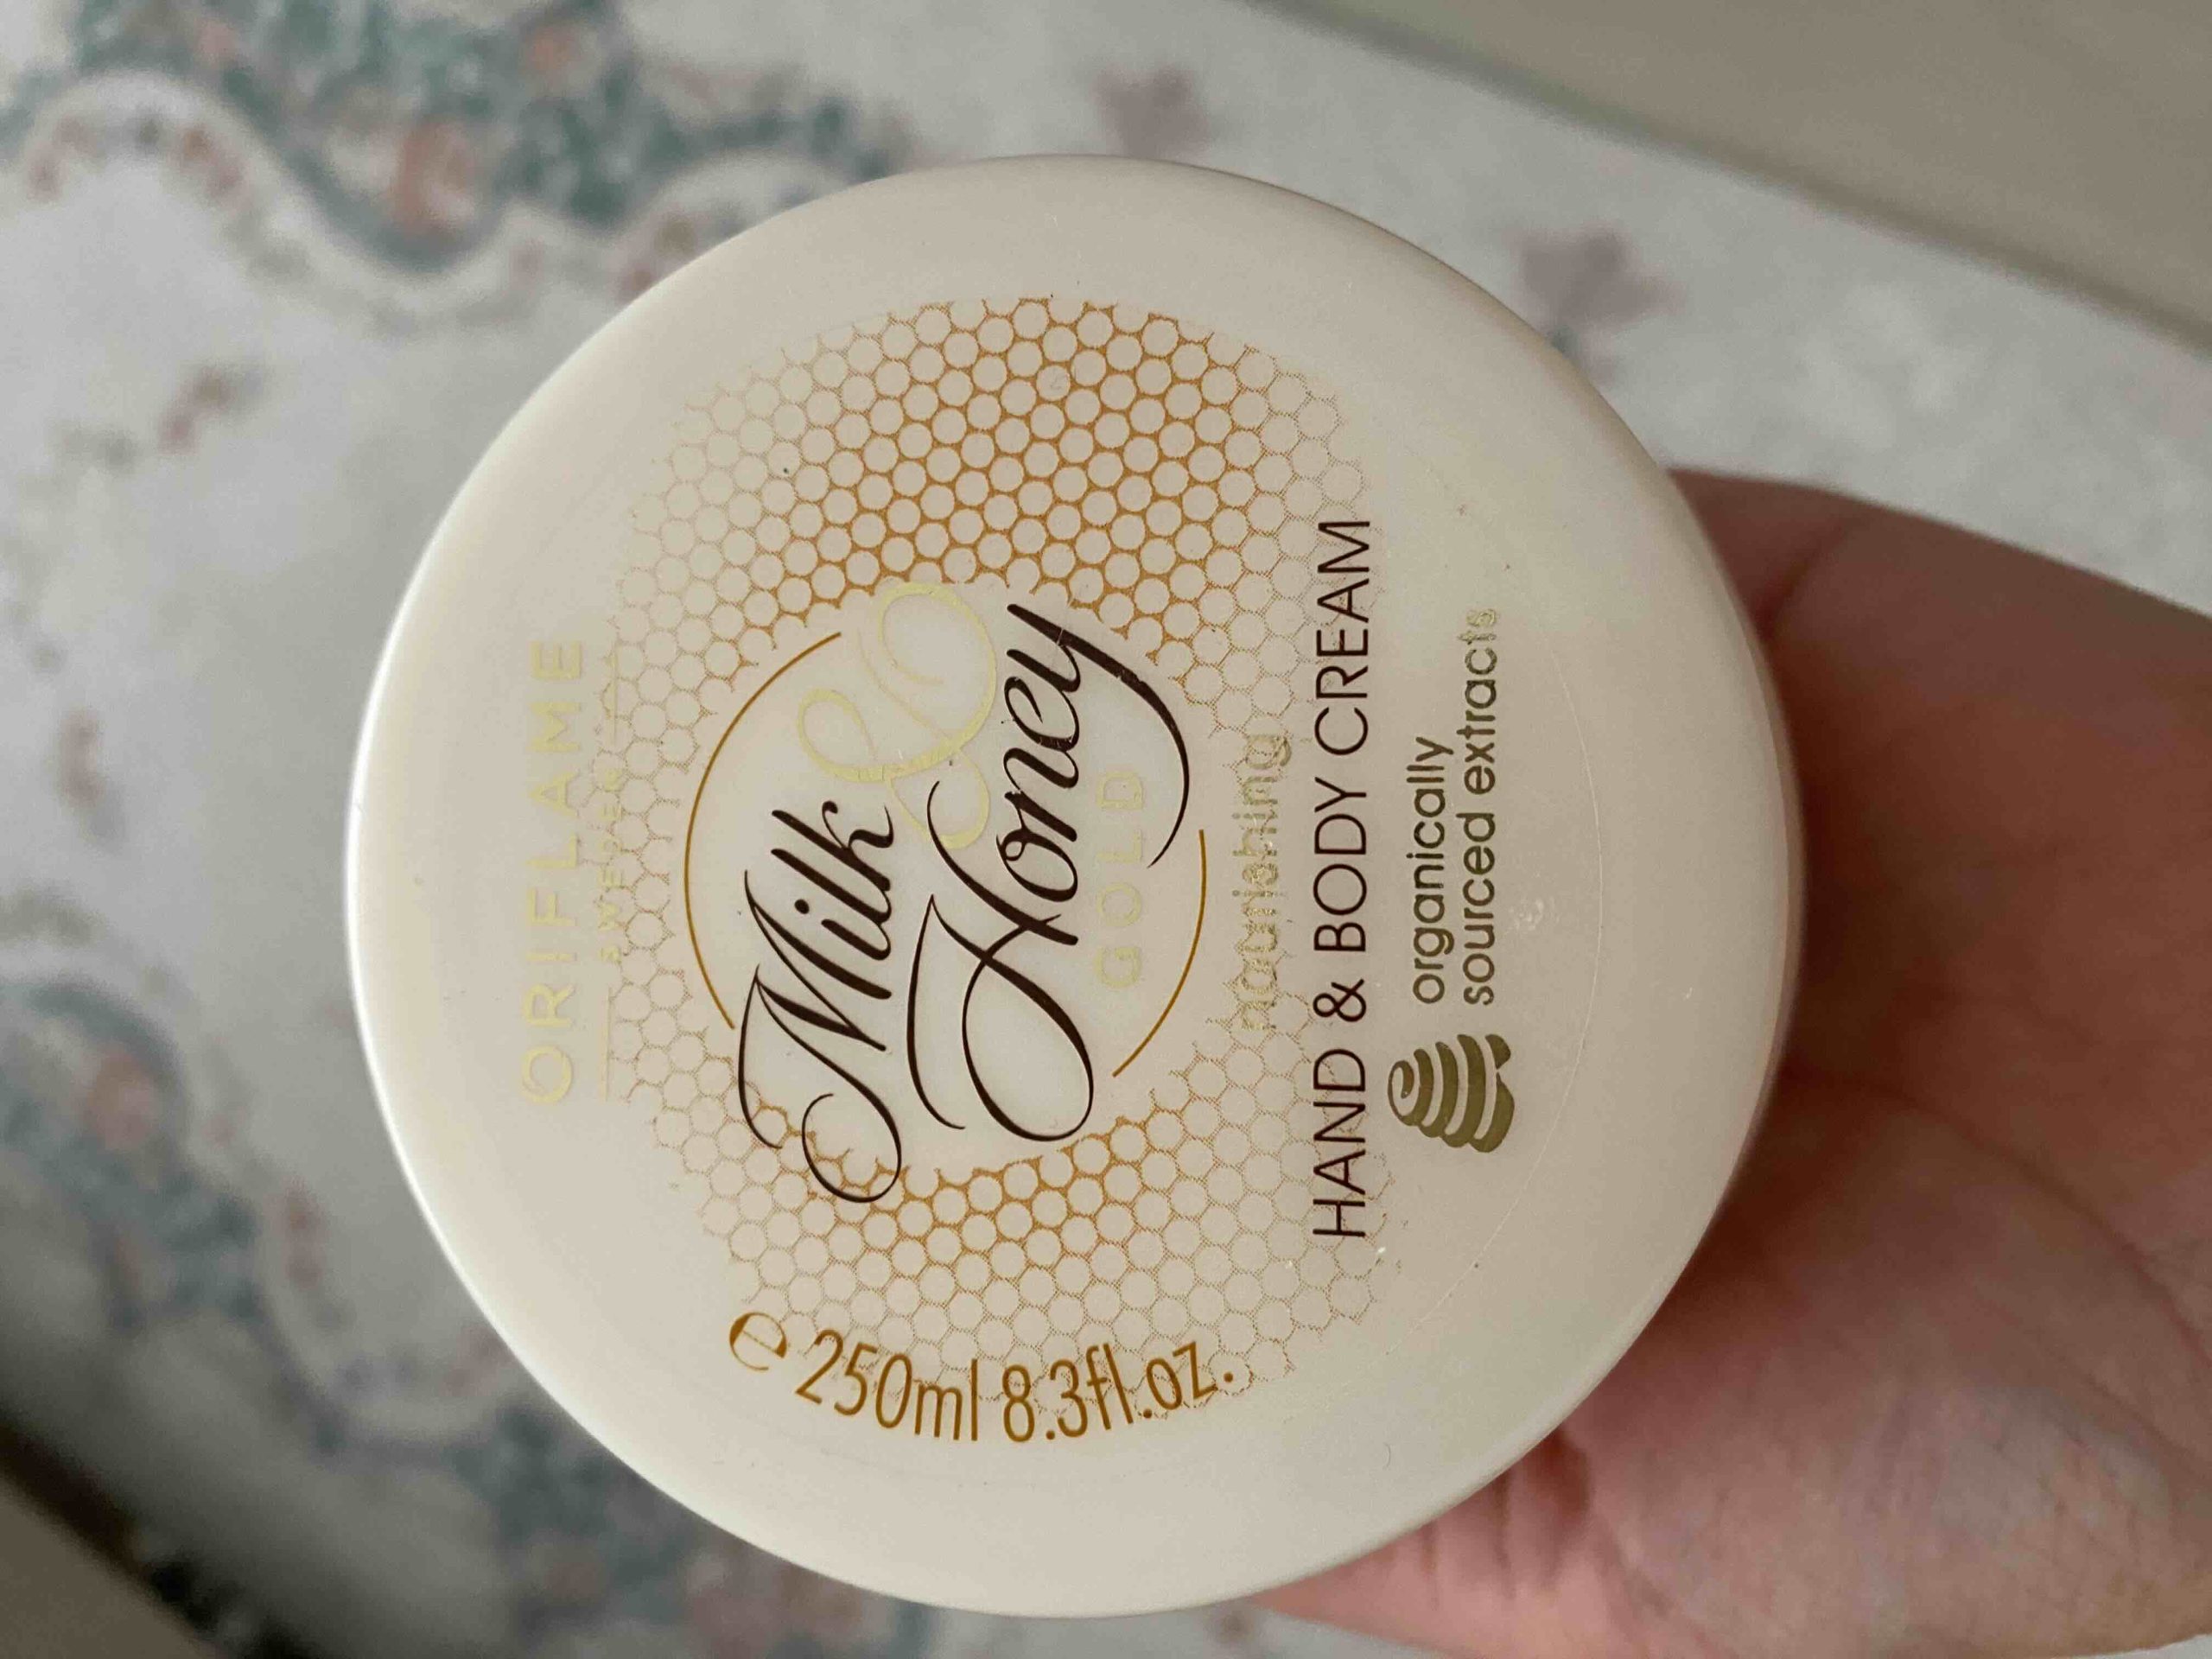 ORIFLAME
SWEDEN
Milk &
Honey
GOLD
nourishing
HAND & BODY CREAM
organically
sourced extracts
e 250ml 8.3fl.oz.